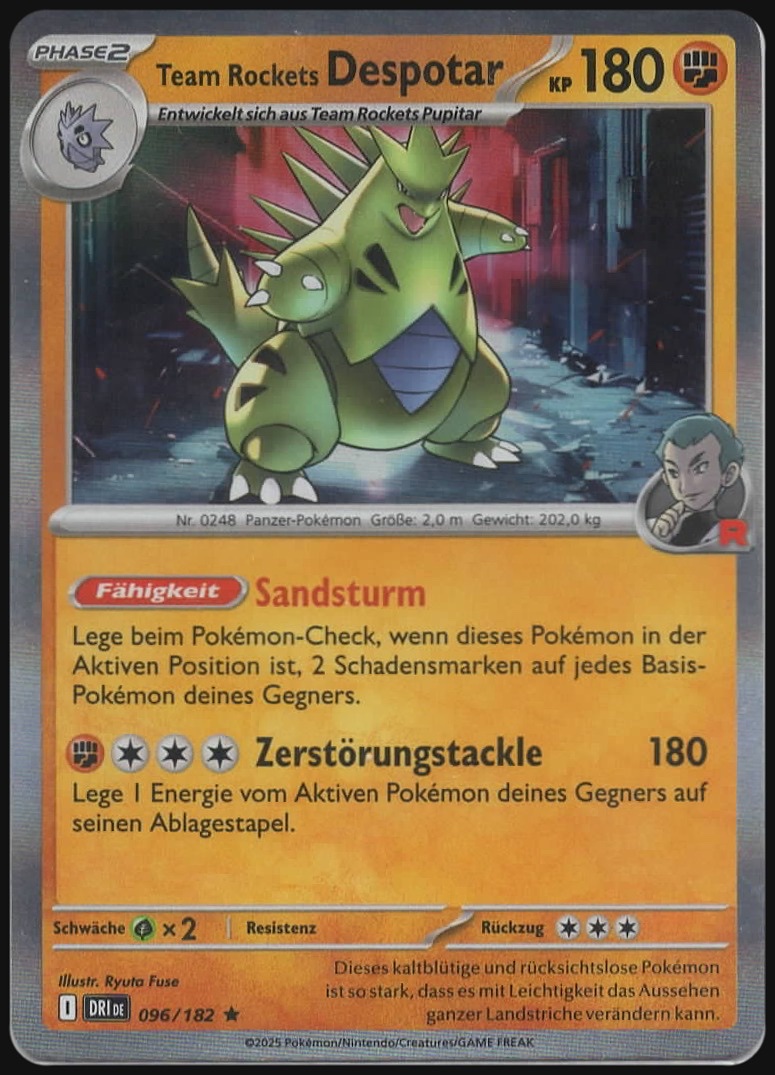 PHASE2
Team Rockets Despotar KP 180
Entwickelt sich aus Team Rockets Pupitar
Nr. 0248 Panzer-Pokémon Größe: 2,0 m Gewicht: 202,0 kg
R
Fähigkeit Sandsturm
Lege beim Pokémon-Check, wenn dieses Pokémon in der
Aktiven Position ist, 2 Schadensmarken auf jedes Basis-
Pokémon deines Gegners.
Zerstörungstackle 180
Lege 1 Energie vom Aktiven Pokémon deines Gegners auf
seinen Ablagestapel.
Schwäche ×2 Resistenz Rückzug
Illustr. Ryuta Fuse
I DRI DE 096/182 ★
Dieses kaltblütige und rücksichtslose Pokémon
ist so stark, dass es mit Leichtigkeit das Aussehen
ganzer Landstriche verändern kann.
©2025 Pokémon/Nintendo/Creatures/GAME FREAK